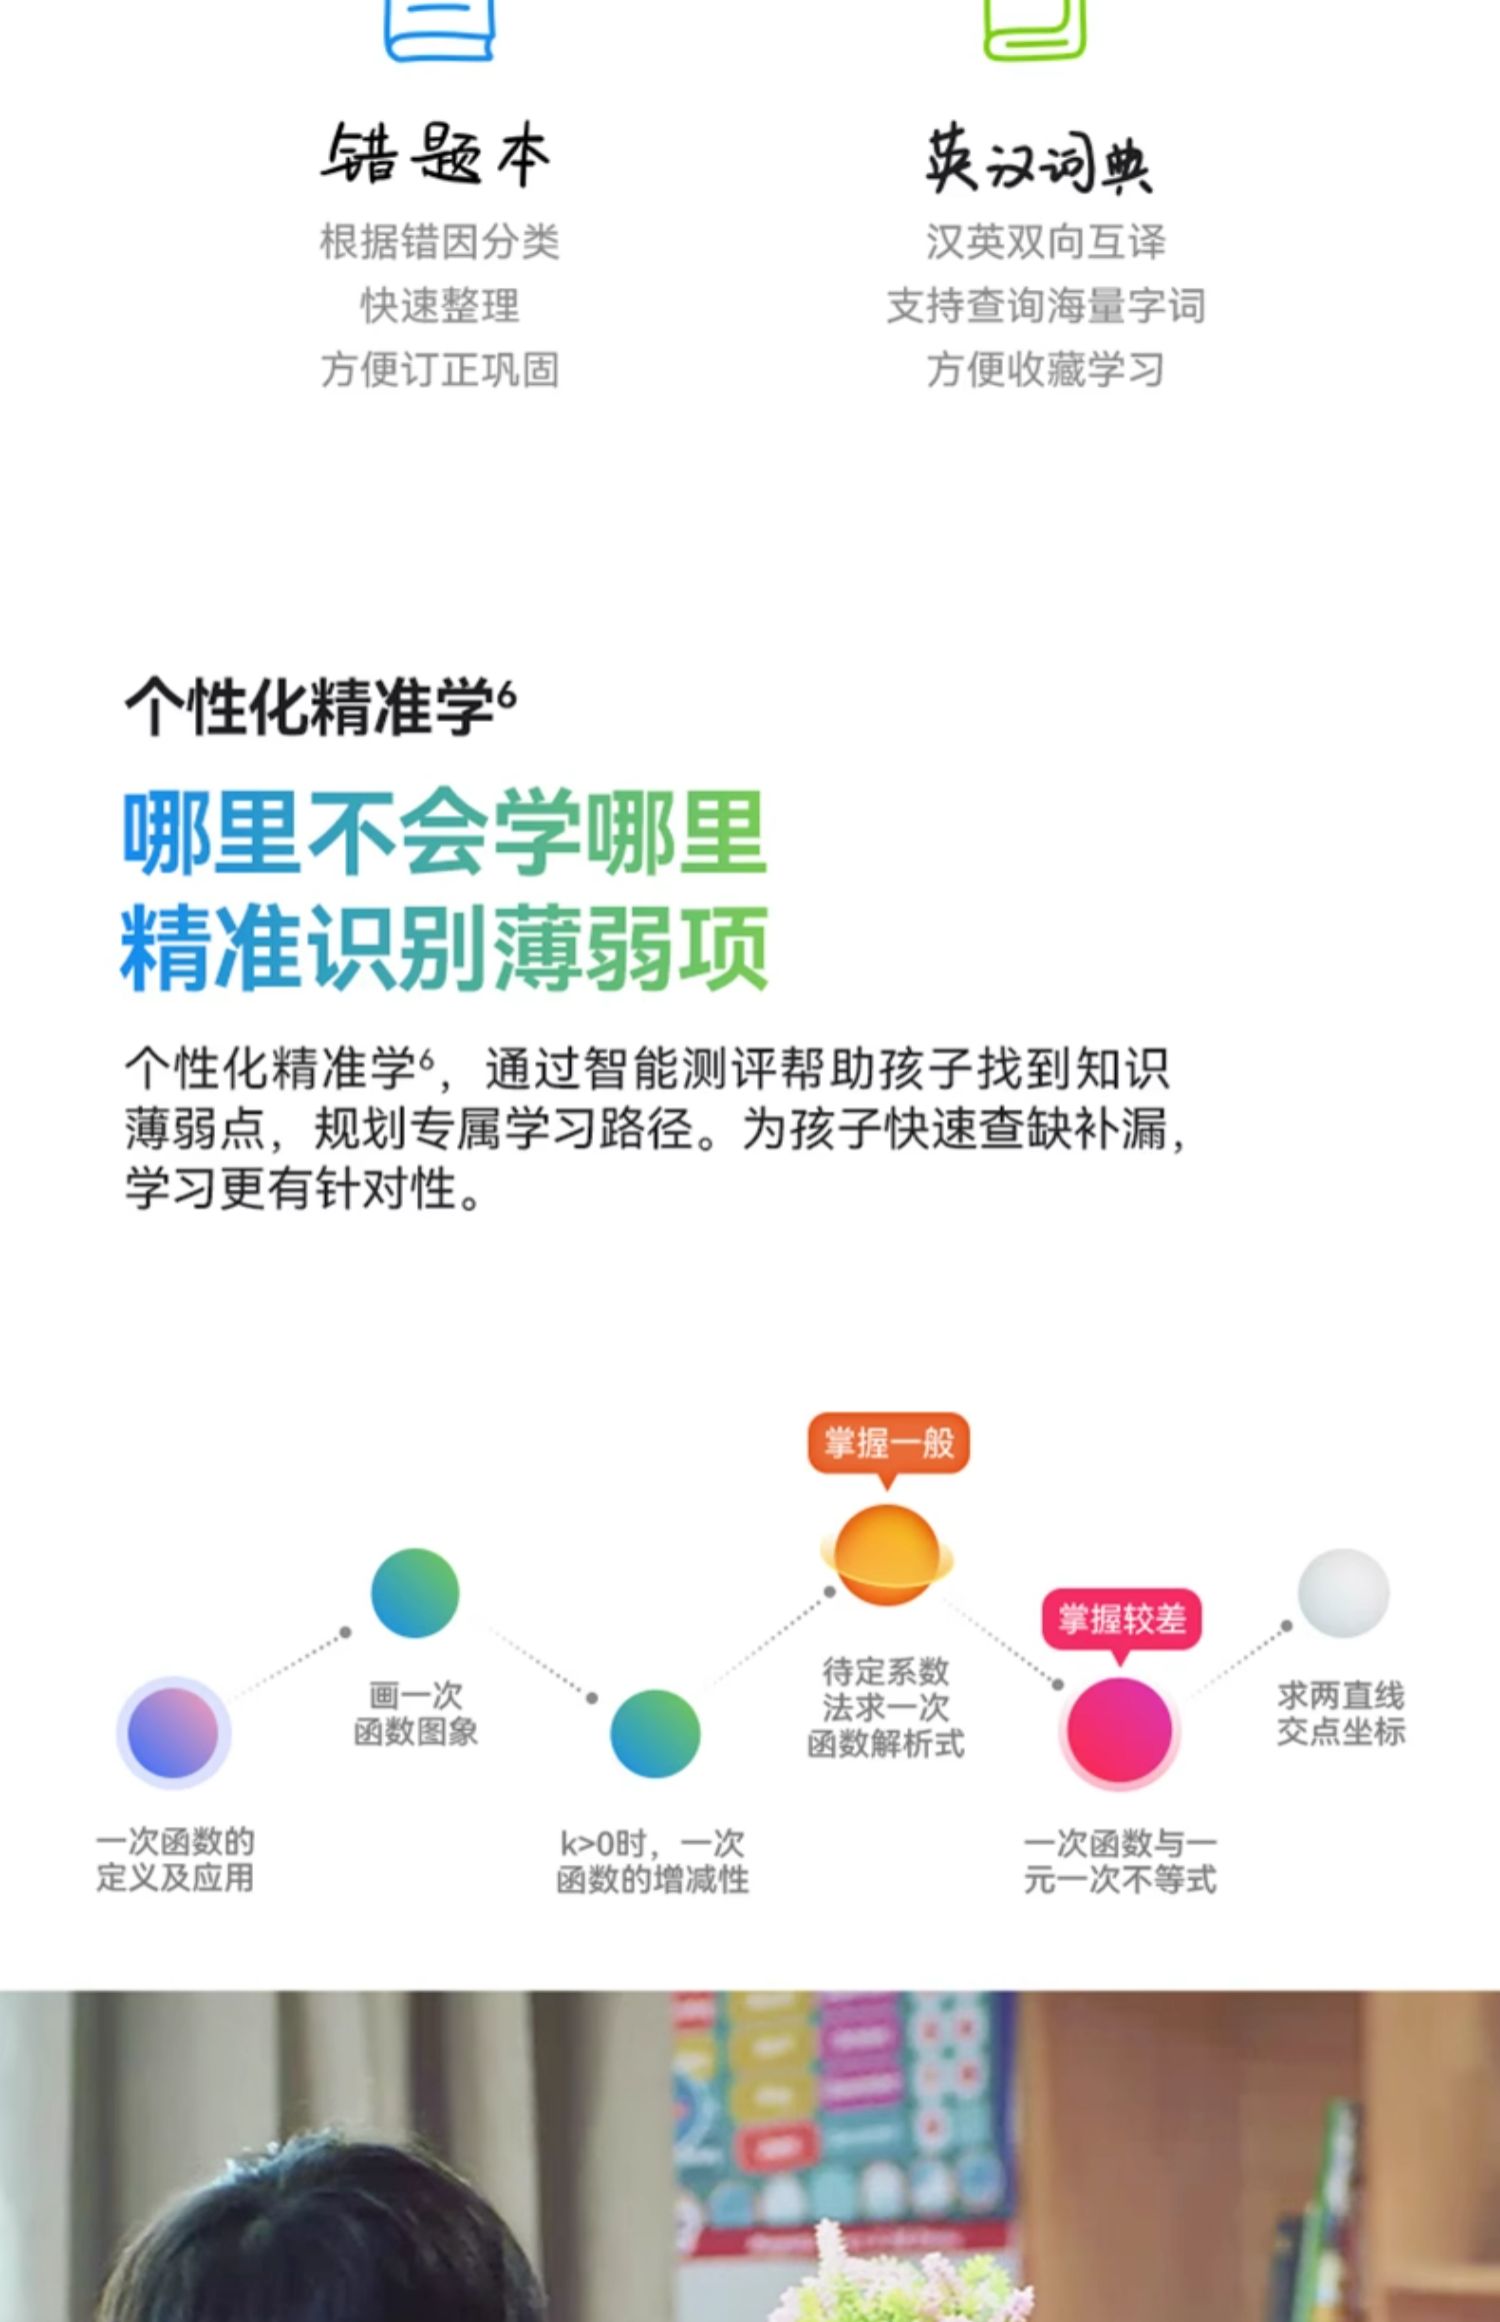 错题本
根据错因分类
快速整理
方便订正巩固
英汉词典
汉英双向互译
支持查询海量字词
方便收藏学习
个性化精准学6
哪里不会学哪里
精准识别薄弱项
个性化精准学6，通过智能测评帮助孩子找到知识
薄弱点，规划专属学习路径。为孩子快速查缺补漏，
学习更有针对性。
一次函数的
定义及应用
画一次
函数图象
k>0时，一次
函数的增减性
掌握一般
待定系数
法求一次
函数解析式
掌握较差
一次函数与一
元一次不等式
求两直线
交点坐标